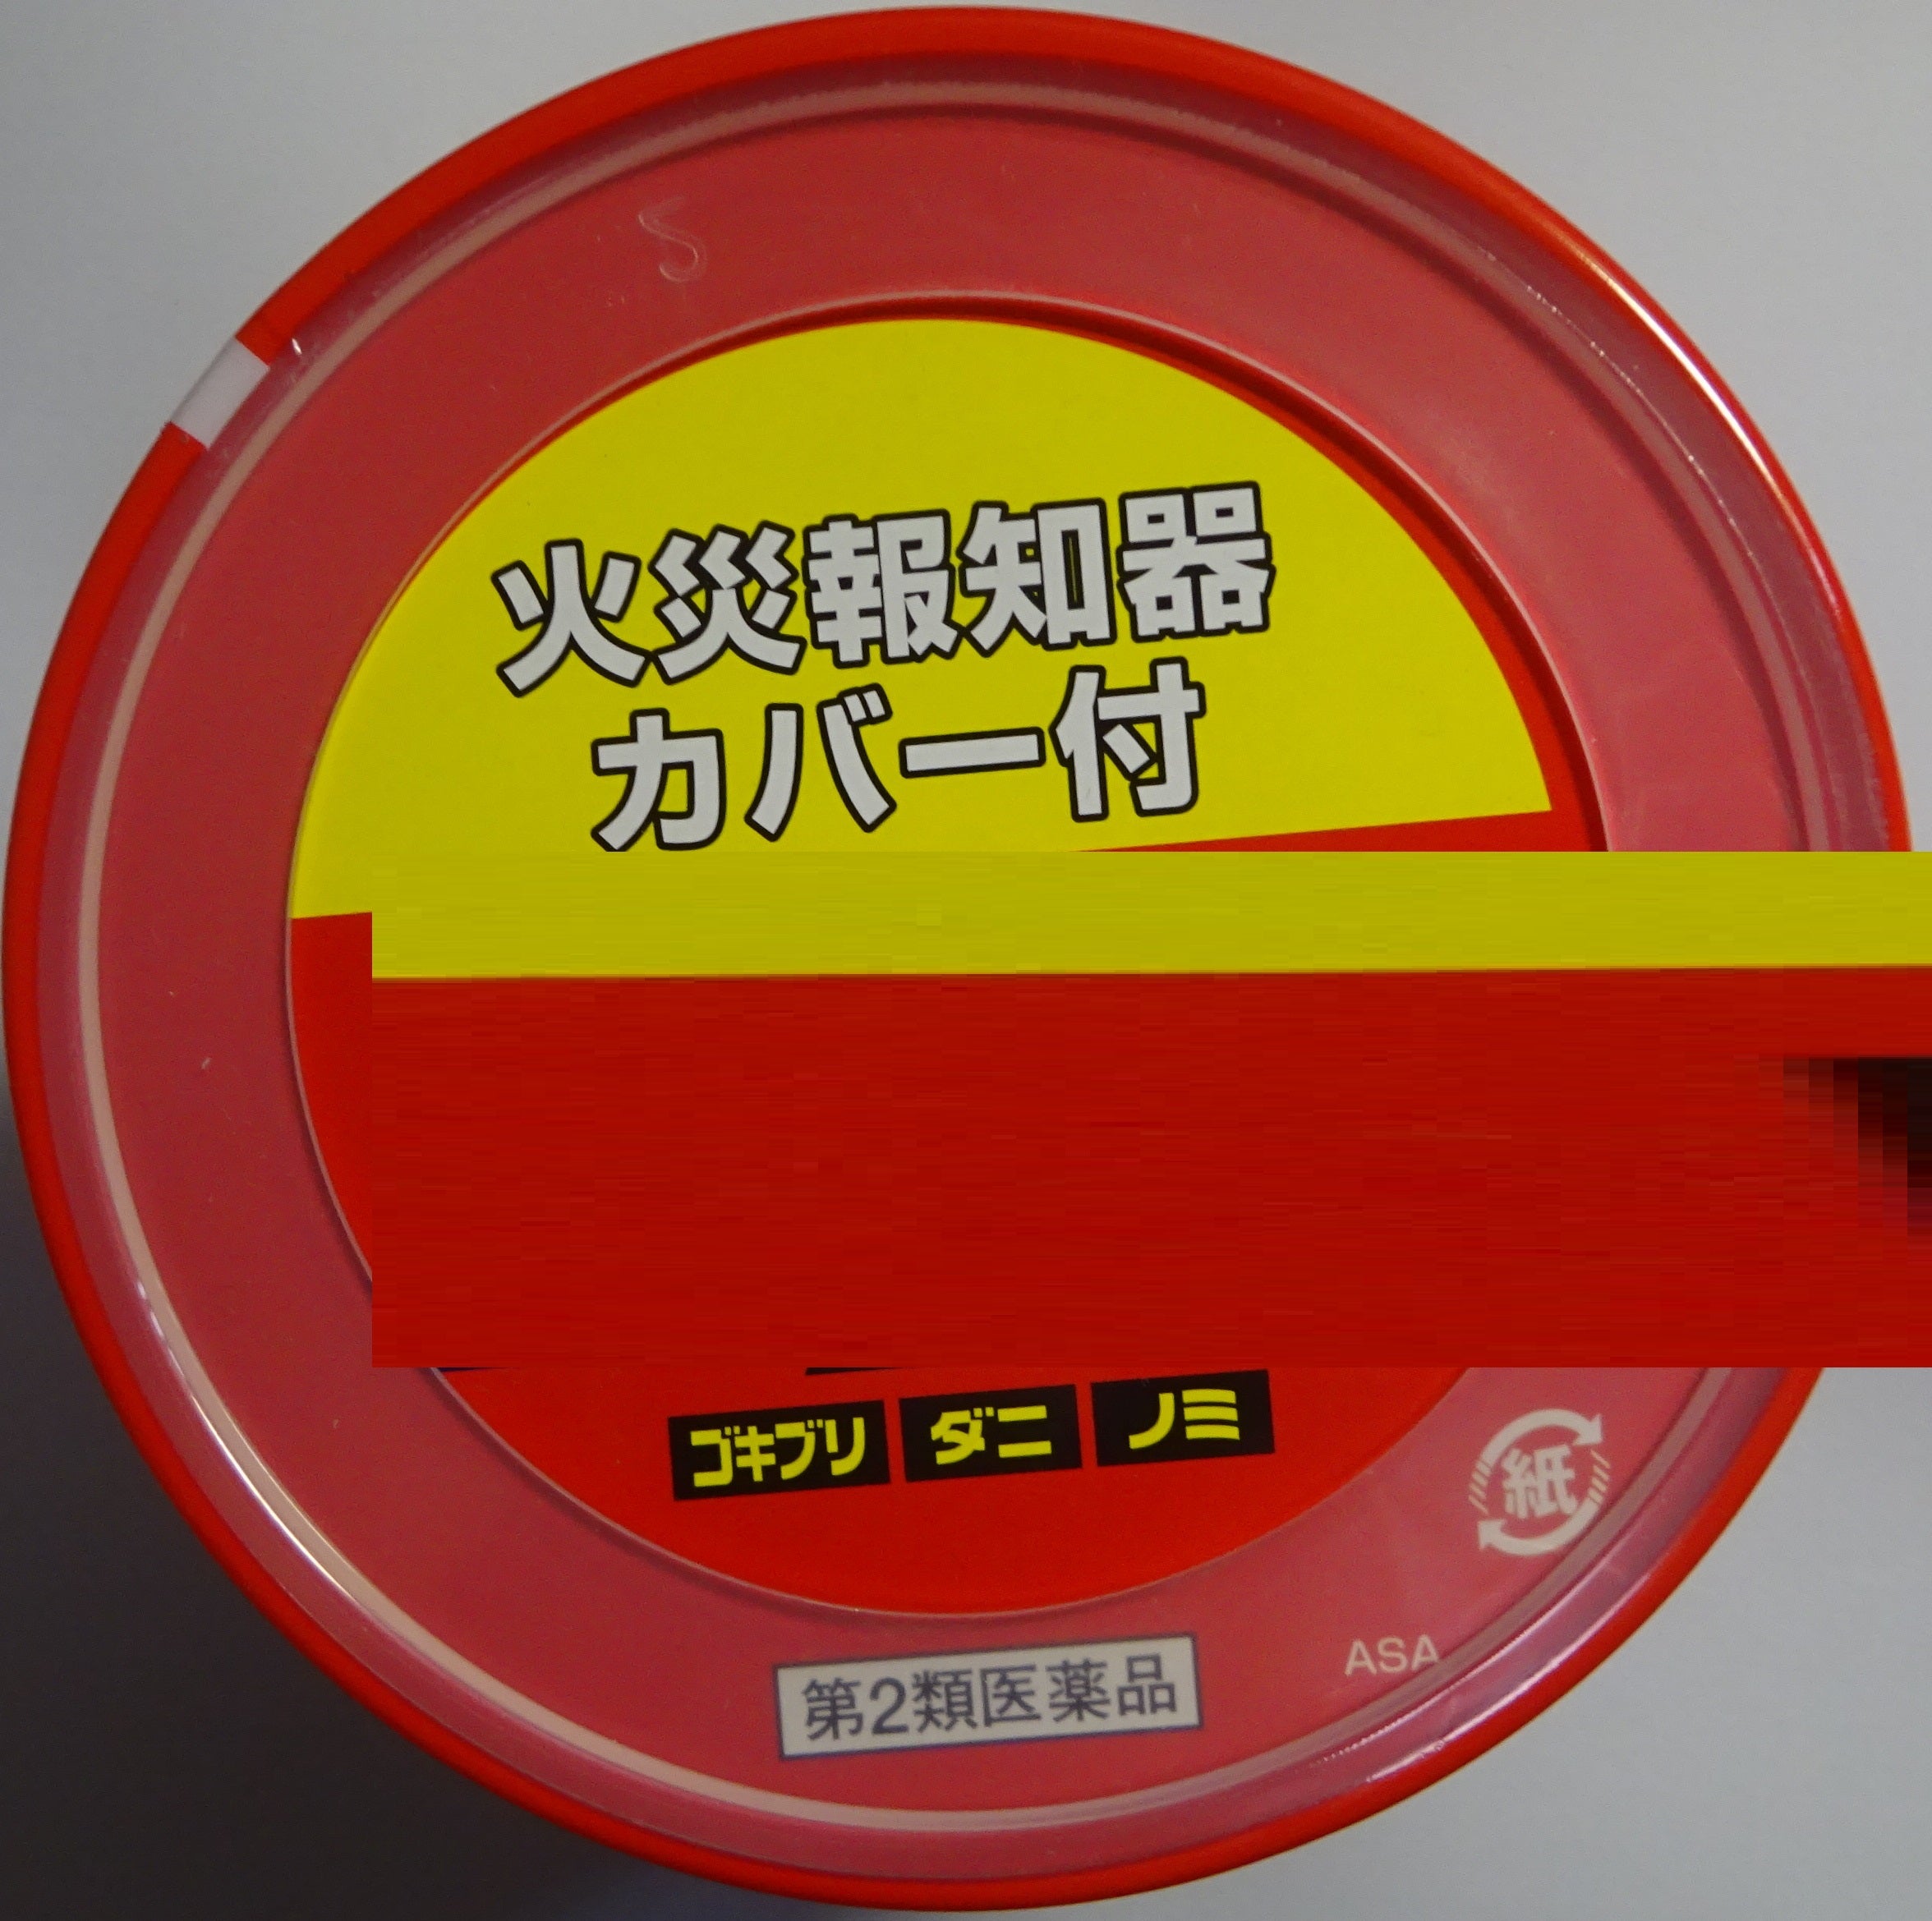 火災報知器
カバー付
ゴキブリ ダニ ノミ
紙
ASA
第2類医薬品